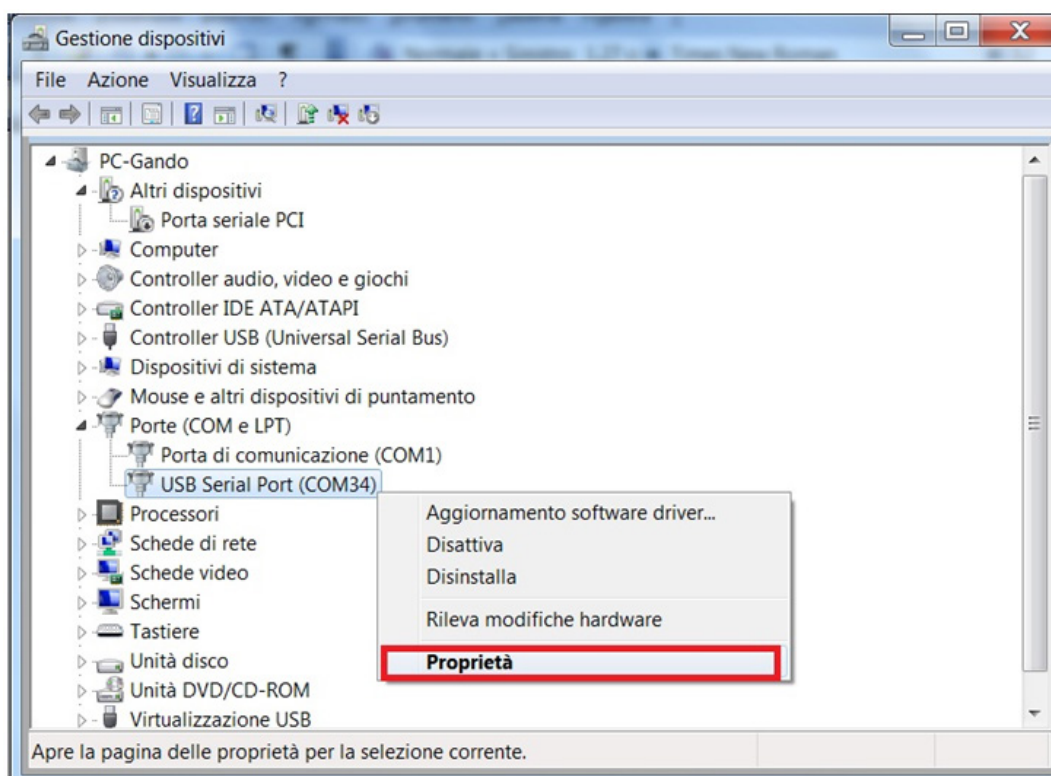 Gestione dispositivi
File Azione Visualizza ?
PC-Gando
Altri dispositivi
Porta seriale PCI
Computer
Controller audio, video e giochi
Controller IDE ATA/ATAPI
Controller USB (Universal Serial Bus)
Dispositivi di sistema
Mouse e altri dispositivi di puntamento
Porte (COM e LPT)
Porta di comunicazione (COM1)
USB Serial Port (COM34)
Processori
Schede di rete
Schede video
Schermi
Tastiere
Unità disco
Unità DVD/CD-ROM
Virtualizzazione USB
Aggiornamento software driver...
Disattiva
Disinstalla
Rileva modifiche hardware
Proprietà
Apre la pagina delle proprietà per la selezione corrente.